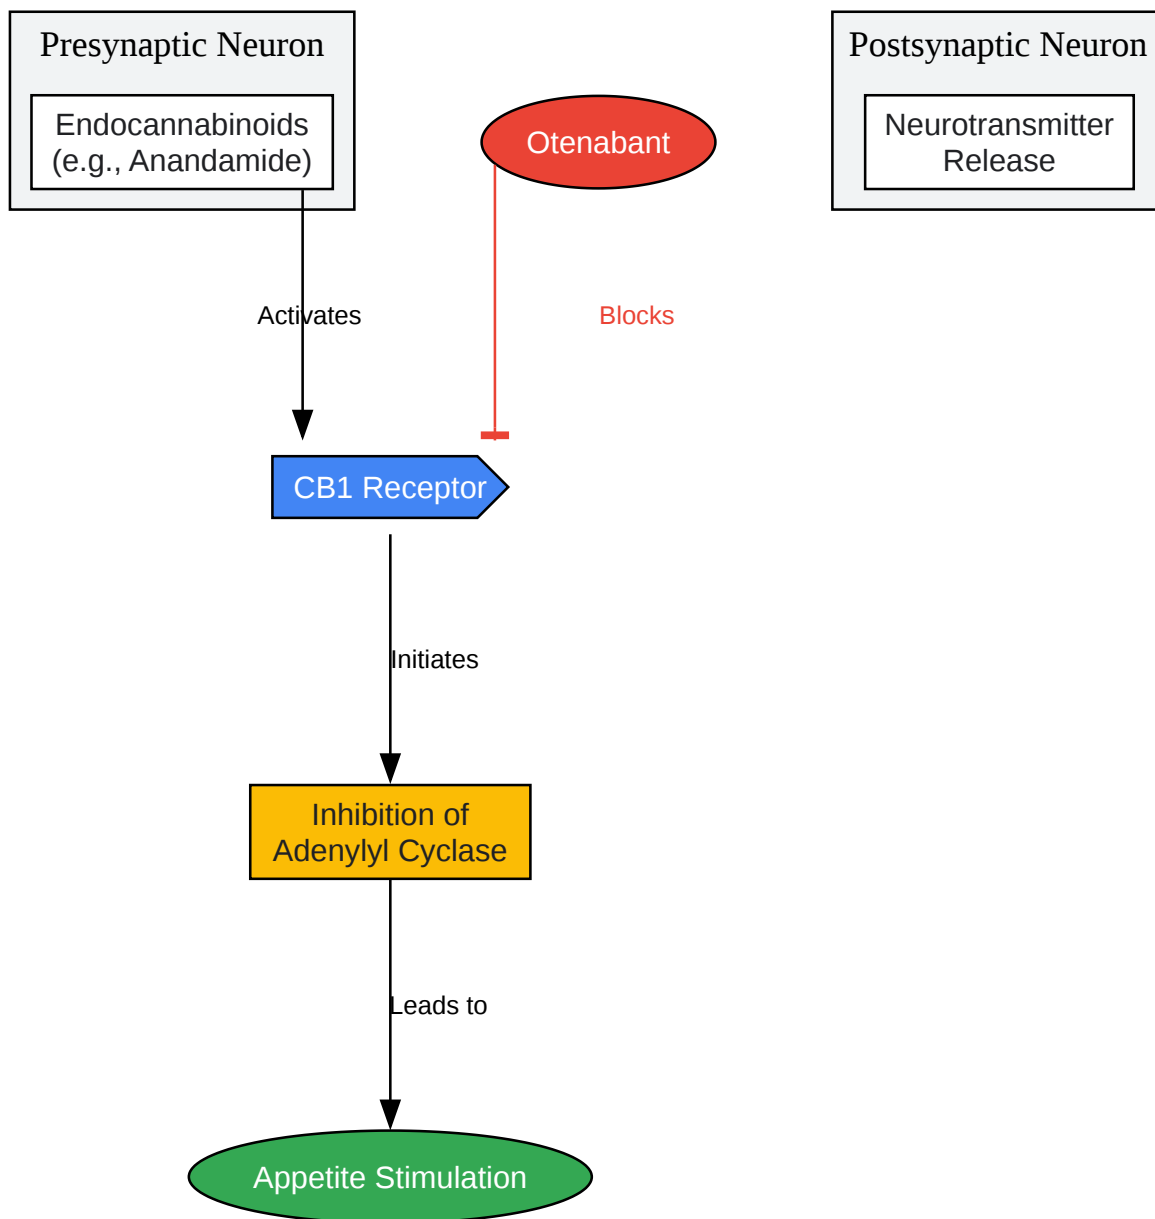 Presynaptic Neuron
Postsynaptic Neuron
Endocannabinoids
(e.g., Anandamide)
Otenabant
Neurotransmitter
Release
Activates
Blocks
CB1 Receptor
Initiates
Inhibition of
Adenylyl Cyclase
Leads to
Appetite Stimulation